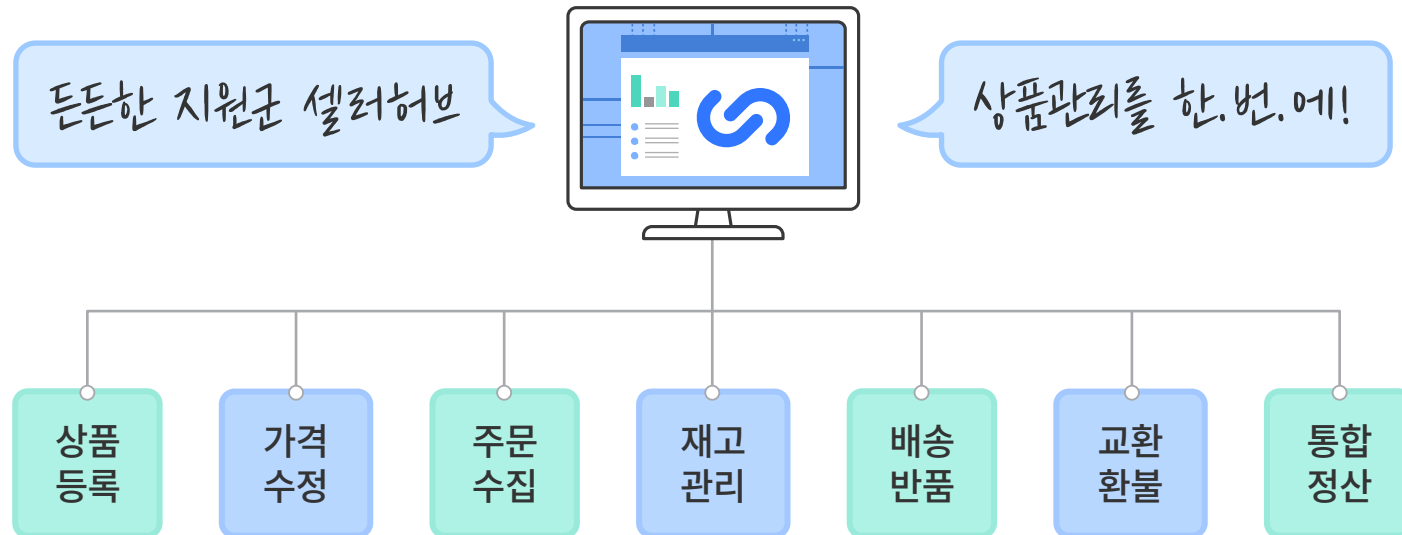 든든한 지원군 셀러허브
상품관리를 한.번.에!
상품
등록
가격
수정
주문
수집
재고
관리
배송
반품
교환
환불
통합
정산